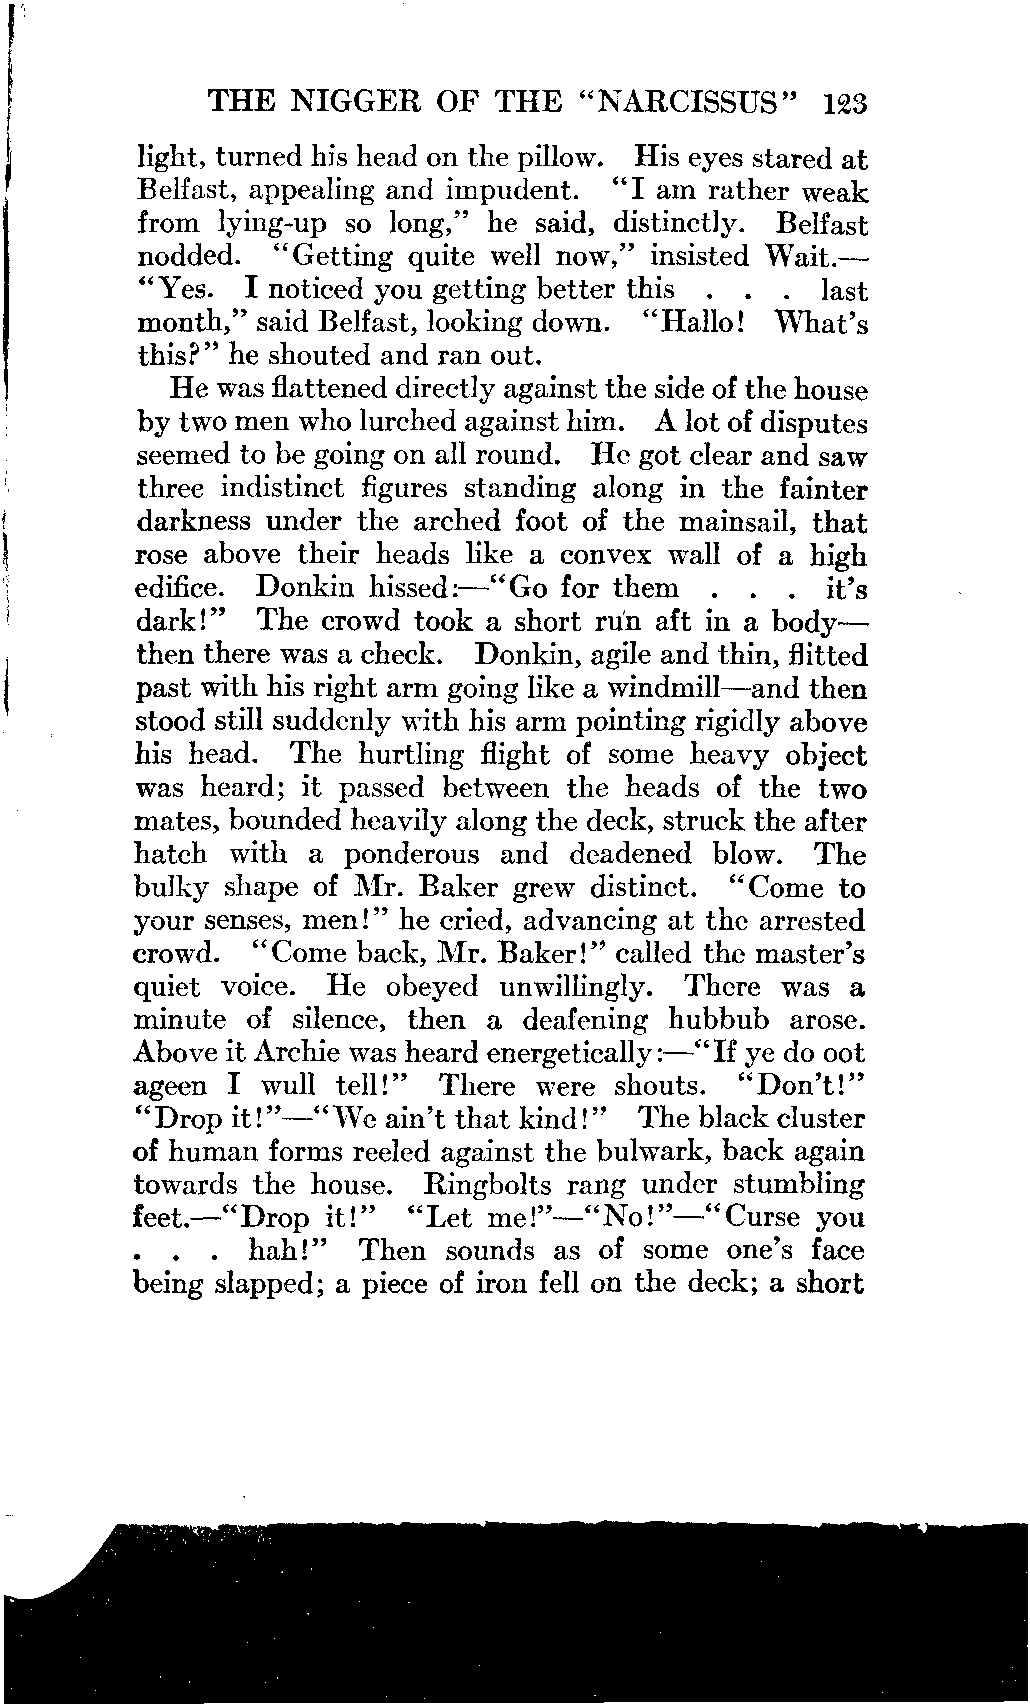 THE NIGGER OF THE “NARCISSUS” 123
light, turned his head on the pillow. His eyes stared at
Belfast, appealing and impudent. “I am rather weak
from lying-up so long,” he said, distinctly. Belfast
nodded. “Getting quite well now,” insisted Wait.—
“Yes. I noticed you getting better this . . . last
month,” said Belfast, looking down. “Hallo! What’s
this?” he shouted and ran out.
He was flattened directly against the side of the house
by two men who lurched against him. A lot of disputes
seemed to be going on all round. He got clear and saw
three indistinct figures standing along in the fainter
darkness under the arched foot of the mainsail, that
rose above their heads like a convex wall of a high
edifice. Donkin hissed:—“Go for them . . . it’s
dark!” The crowd took a short run aft in a body—
then there was a check. Donkin, agile and thin, flitted
past with his right arm going like a windmill—and then
stood still suddenly with his arm pointing rigidly above
his head. The hurtling flight of some heavy object
was heard; it passed between the heads of the two
mates, bounded heavily along the deck, struck the after
hatch with a ponderous and deadened blow. The
bulky shape of Mr. Baker grew distinct. “Come to
your senses, men!” he cried, advancing at the arrested
crowd. “Come back, Mr. Baker!” called the master’s
quiet voice. He obeyed unwillingly. There was a
minute of silence, then a deafening hubbub arose.
Above it Archie was heard energetically:—“If ye do oot
ageen I wull tell!” There were shouts. “Don’t!”
“Drop it!”—“We ain’t that kind!” The black cluster
of human forms reeled against the bulwark, back again
towards the house. Ringbolts rang under stumbling
feet.—“Drop it!” “Let me!”—“No!”—“Curse you
. . . hah!” Then sounds as of some one’s face
being slapped; a piece of iron fell on the deck; a short